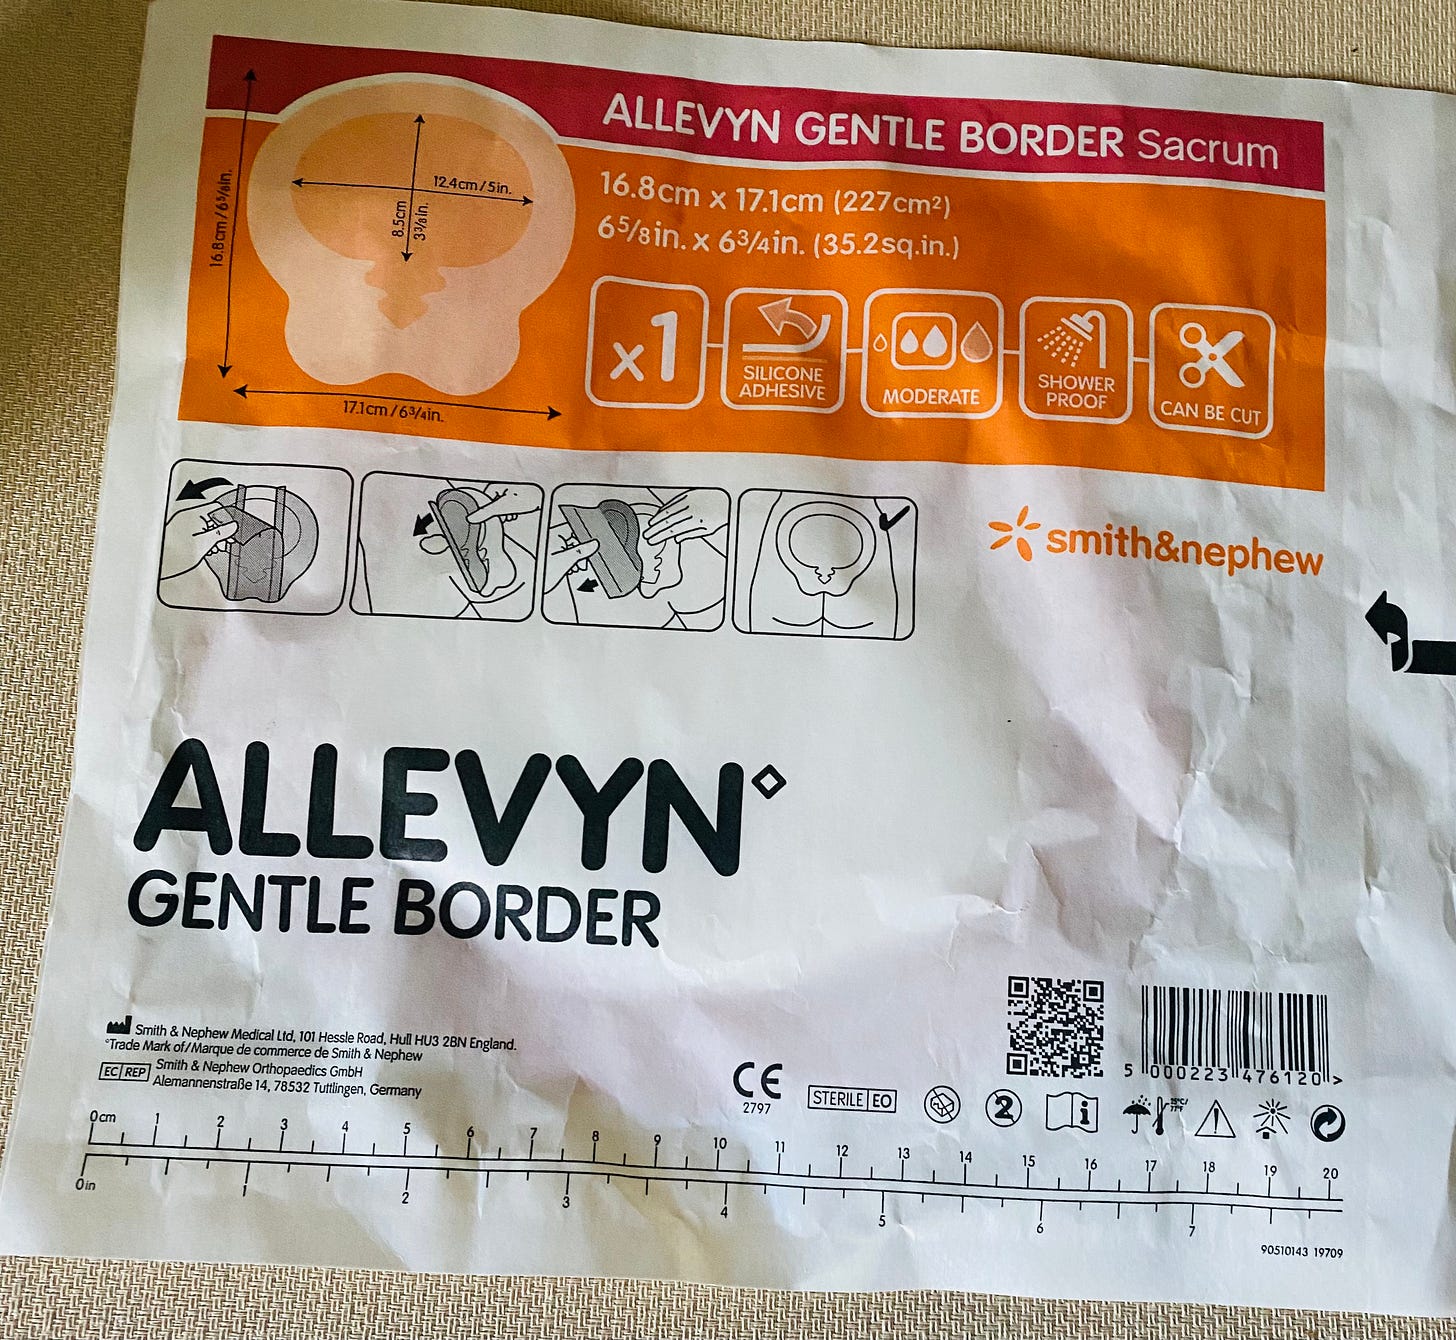 ALLEVYN GENTLE BORDER Sacrum
16.8cm x 17.1cm (227cm²)
6⁵/₈in. x 6³/₄in. (35.2sq.in.)
16.8cm / 6⁵/₈in.
12.4cm / 5in.
8.5cm
3³/₈in.
17.1cm / 6³/₄in.
x1
SILICONE
ADHESIVE
MODERATE
SHOWER
PROOF
CAN BE CUT
smith&nephew
ALLEVYN◊
GENTLE BORDER
Smith & Nephew Medical Ltd, 101 Hessle Road, Hull HU3 2BN England.
◊Trade Mark of/Marque de commerce de Smith & Nephew
EC REP Smith & Nephew Orthopaedics GmbH
Alemannenstraße 14, 78532 Tuttlingen, Germany
CE
2797
STERILE EO
2
i
25°C/
77°F
5 000223 476120 >
0cm 1 2 3 4 5 6 7 8 9 10 11 12 13 14 15 16 17 18 19 20
0in 1 2 3 4 5 6 7
90510143 19709